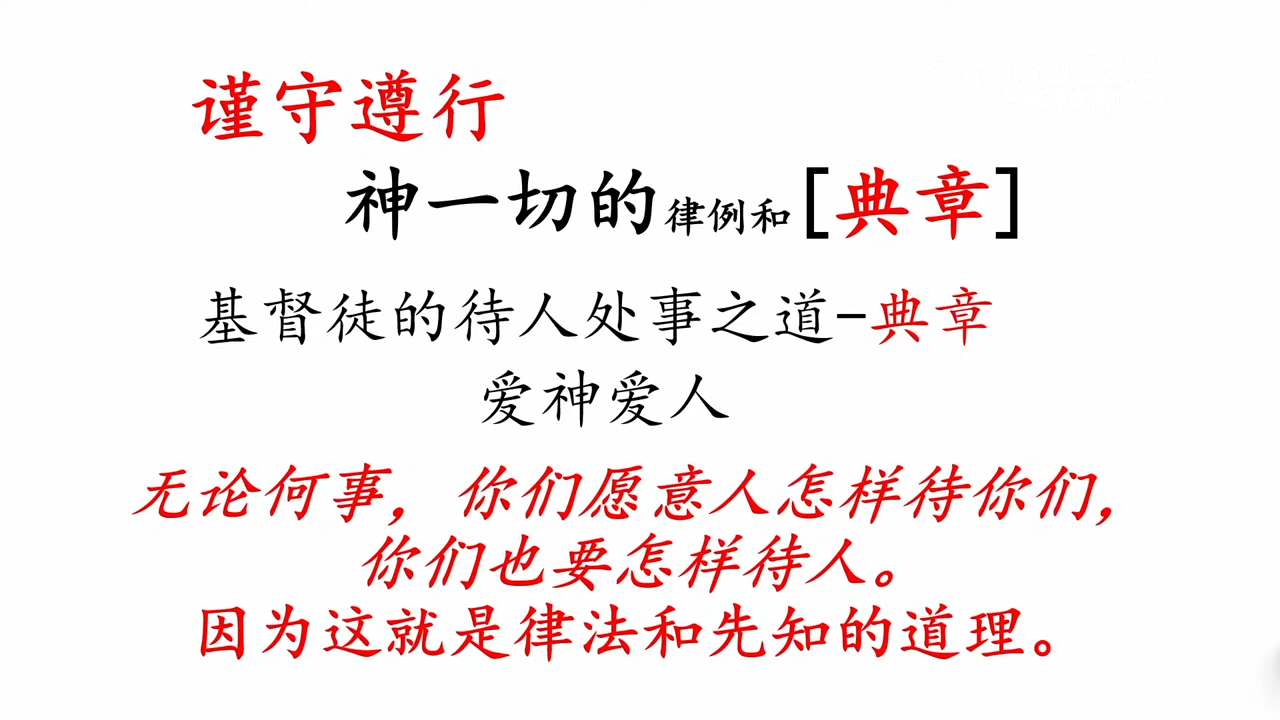 谨守遵行
神一切的律例和[典章]
基督徒的待人处事之道-典章
爱神爱人
无论何事，你们愿意人怎样待你们，
你们也要怎样待人。
因为这就是律法和先知的道理。